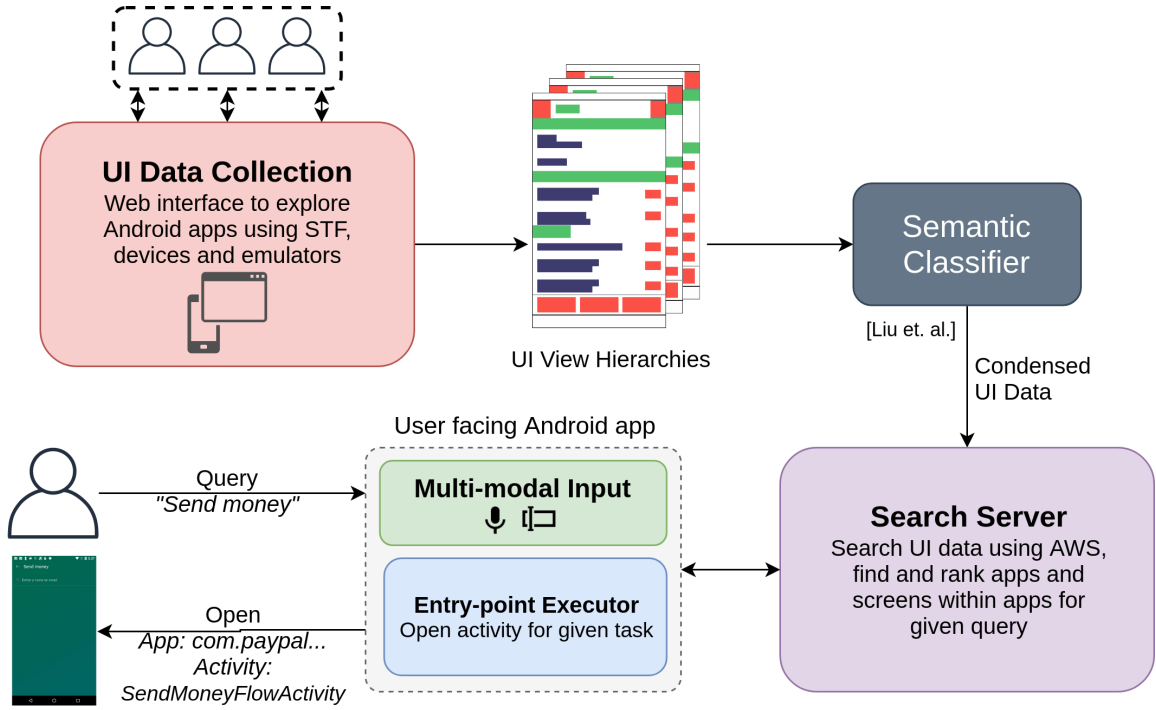 UI Data Collection
Web interface to explore
Android apps using STF,
devices and emulators
UI View Hierarchies
Semantic
Classifier
[Liu et. al.]
Condensed
UI Data
User facing Android app
Query
"Send money"
Multi-modal Input
Entry-point Executor
Open activity for given task
Search Server
Search UI data using AWS,
find and rank apps and
screens within apps for
given query
Send money
Open
App: com.paypal...
Activity:
SendMoneyFlowActivity